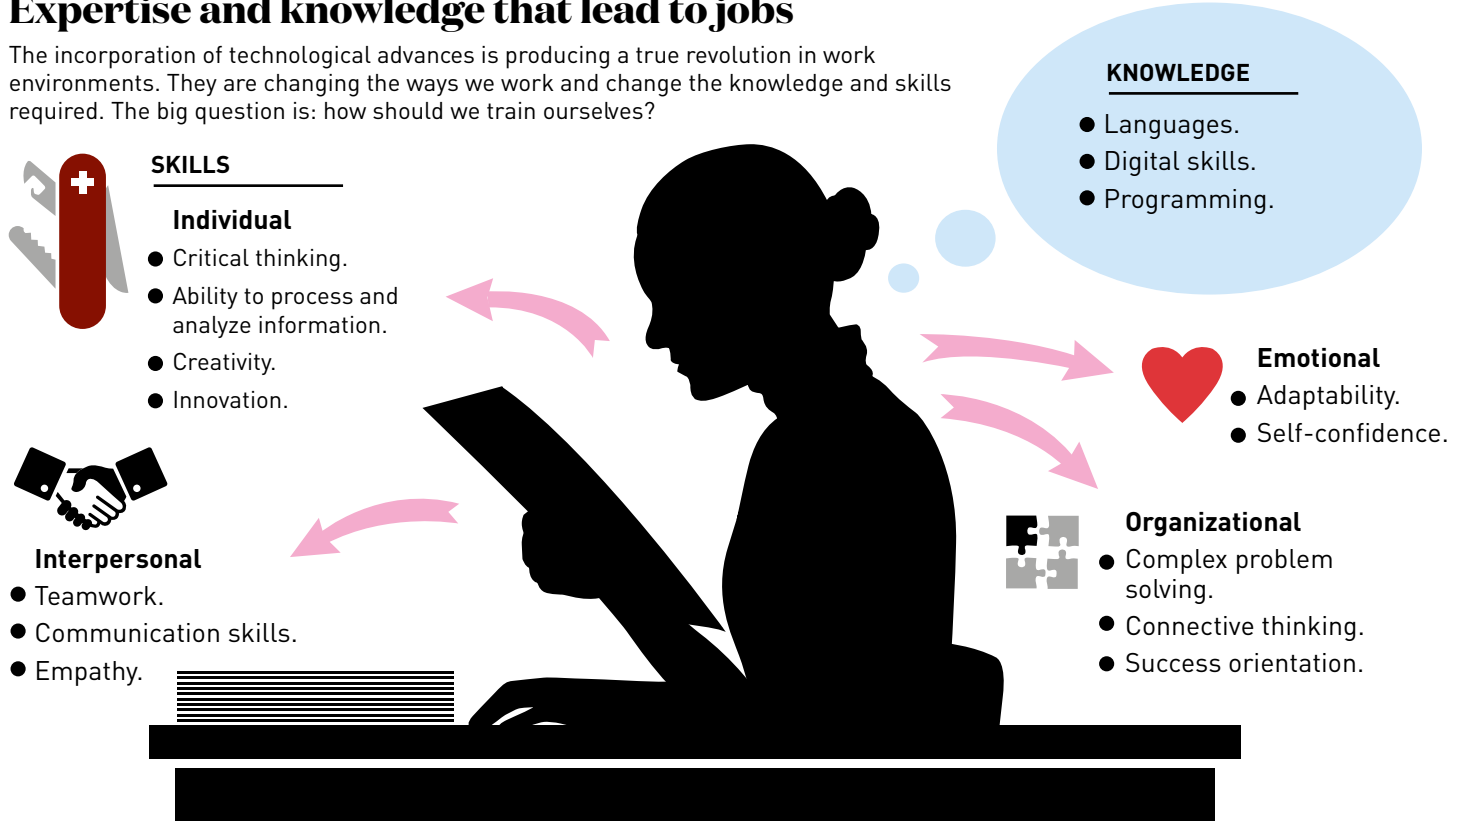 Expertise and knowledge that lead to jobs
The incorporation of technological advances is producing a true revolution in work
environments. They are changing the ways we work and change the knowledge and skills
required. The big question is: how should we train ourselves?
SKILLS
Individual
● Critical thinking.
● Ability to process and
analyze information.
● Creativity.
● Innovation.
Interpersonal
● Teamwork.
● Communication skills.
● Empathy.
KNOWLEDGE
● Languages.
● Digital skills.
● Programming.
Emotional
● Adaptability.
● Self-confidence.
Organizational
● Complex problem
solving.
● Connective thinking.
● Success orientation.